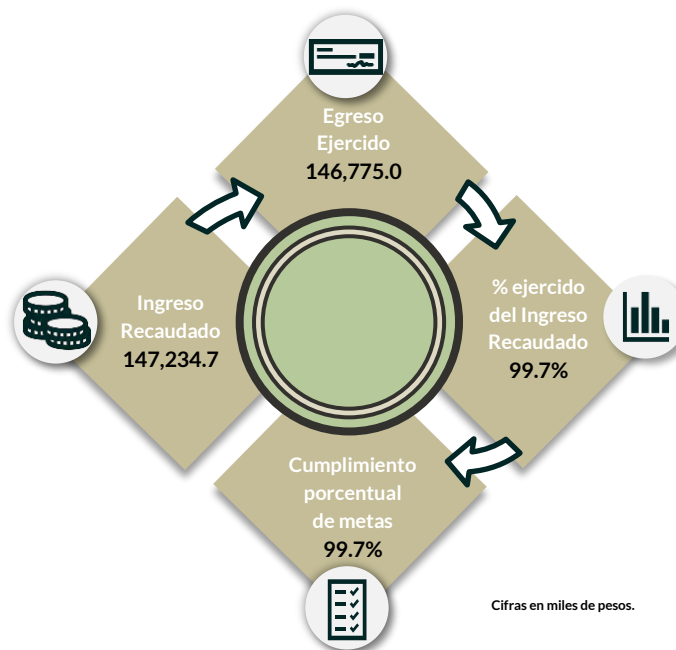 Egreso
Ejercido
146,775.0
Ingreso
Recaudado
147,234.7
% ejercido
del Ingreso
Recaudado
99.7%
Cumplimiento
porcentual
de metas
99.7%
Cifras en miles de pesos.